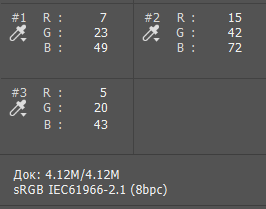 #1 R : 7
G : 23
B : 49
#2 R : 15
G : 42
B : 72
#3 R : 5
G : 20
B : 43
Док: 4.12M/4.12M
sRGB IEC61966-2.1 (8bpc)